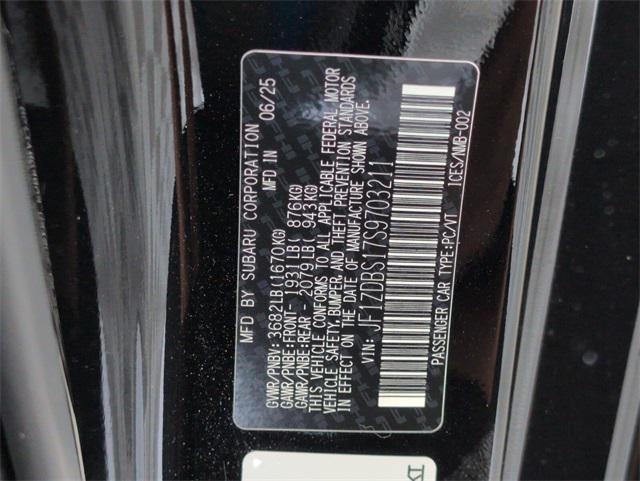 MFD BY SUBARU CORPORATION
MFD IN 06/25
GVWR/PNBV: 3682LB(1670KG)
GAWR/PNBE:FRONT- 1931LB( 876KG)
GAWR/PNBE:REAR - 2079LB( 943KG)
THIS VEHICLE CONFORMS TO ALL APPLICABLE FEDERAL MOTOR
VEHICLE SAFETY,BUMPER,AND THEFT PREVENTION STANDARDS
IN EFFECT ON THE DATE OF MANUFACTURE SHOWN ABOVE.
VIN: JF1ZDBS17S9703211
PASSENGER CAR TYPE:PC/VT ICES/NMB-002